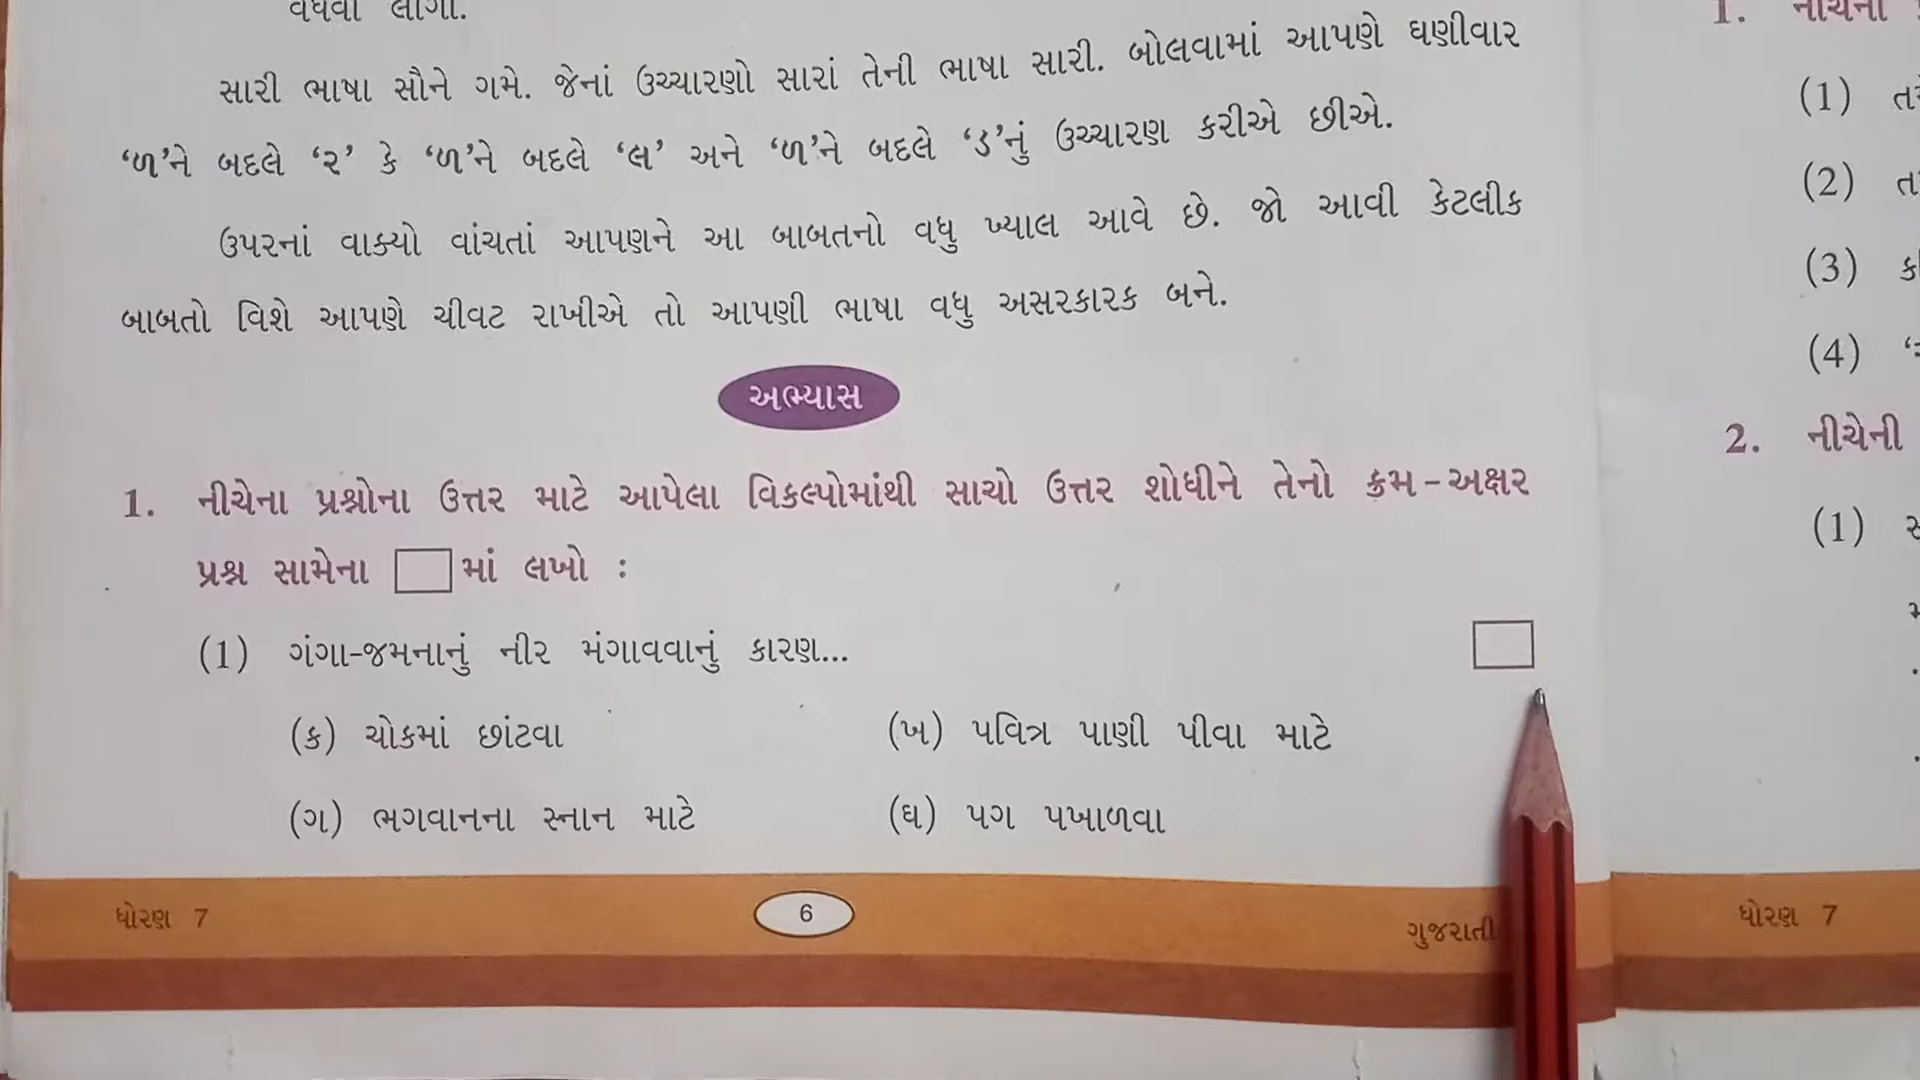 વધવા લાગી.
સારી ભાષા સૌને ગમે. જેનાં ઉચ્ચારણો સારાં તેની ભાષા સારી. બોલવામાં આપણે ઘણીવાર
‘ળ’ને બદલે ‘ર’ કે ‘ળ’ને બદલે ‘લ’ અને ‘ળ’ને બદલે ‘ડ’નું ઉચ્ચારણ કરીએ છીએ.
ઉપરનાં વાક્યો વાંચતાં આપણને આ બાબતનો વધુ ખ્યાલ આવે છે. જો આવી કેટલીક
બાબતો વિશે આપણે ચીવટ રાખીએ તો આપણી ભાષા વધુ અસરકારક બને.
અભ્યાસ
1. નીચેના પ્રશ્નોના ઉત્તર માટે આપેલા વિકલ્પોમાંથી સાચો ઉત્તર શોધીને તેનો ક્રમ-અક્ષર
પ્રશ્ન સામેના માં લખો :
(1) ગંગા-જમનાનું નીર મંગાવવાનું કારણ...
(ક) ચોકમાં છાંટવા (ખ) પવિત્ર પાણી પીવા માટે
(ગ) ભગવાનના સ્નાન માટે (ઘ) પગ પખાળવા
ધોરણ 7 6 ગુજરાતી
1. નીચેના
(1)
(2)
(3)
(4)
2. નીચેની
(1)
ધોરણ 7